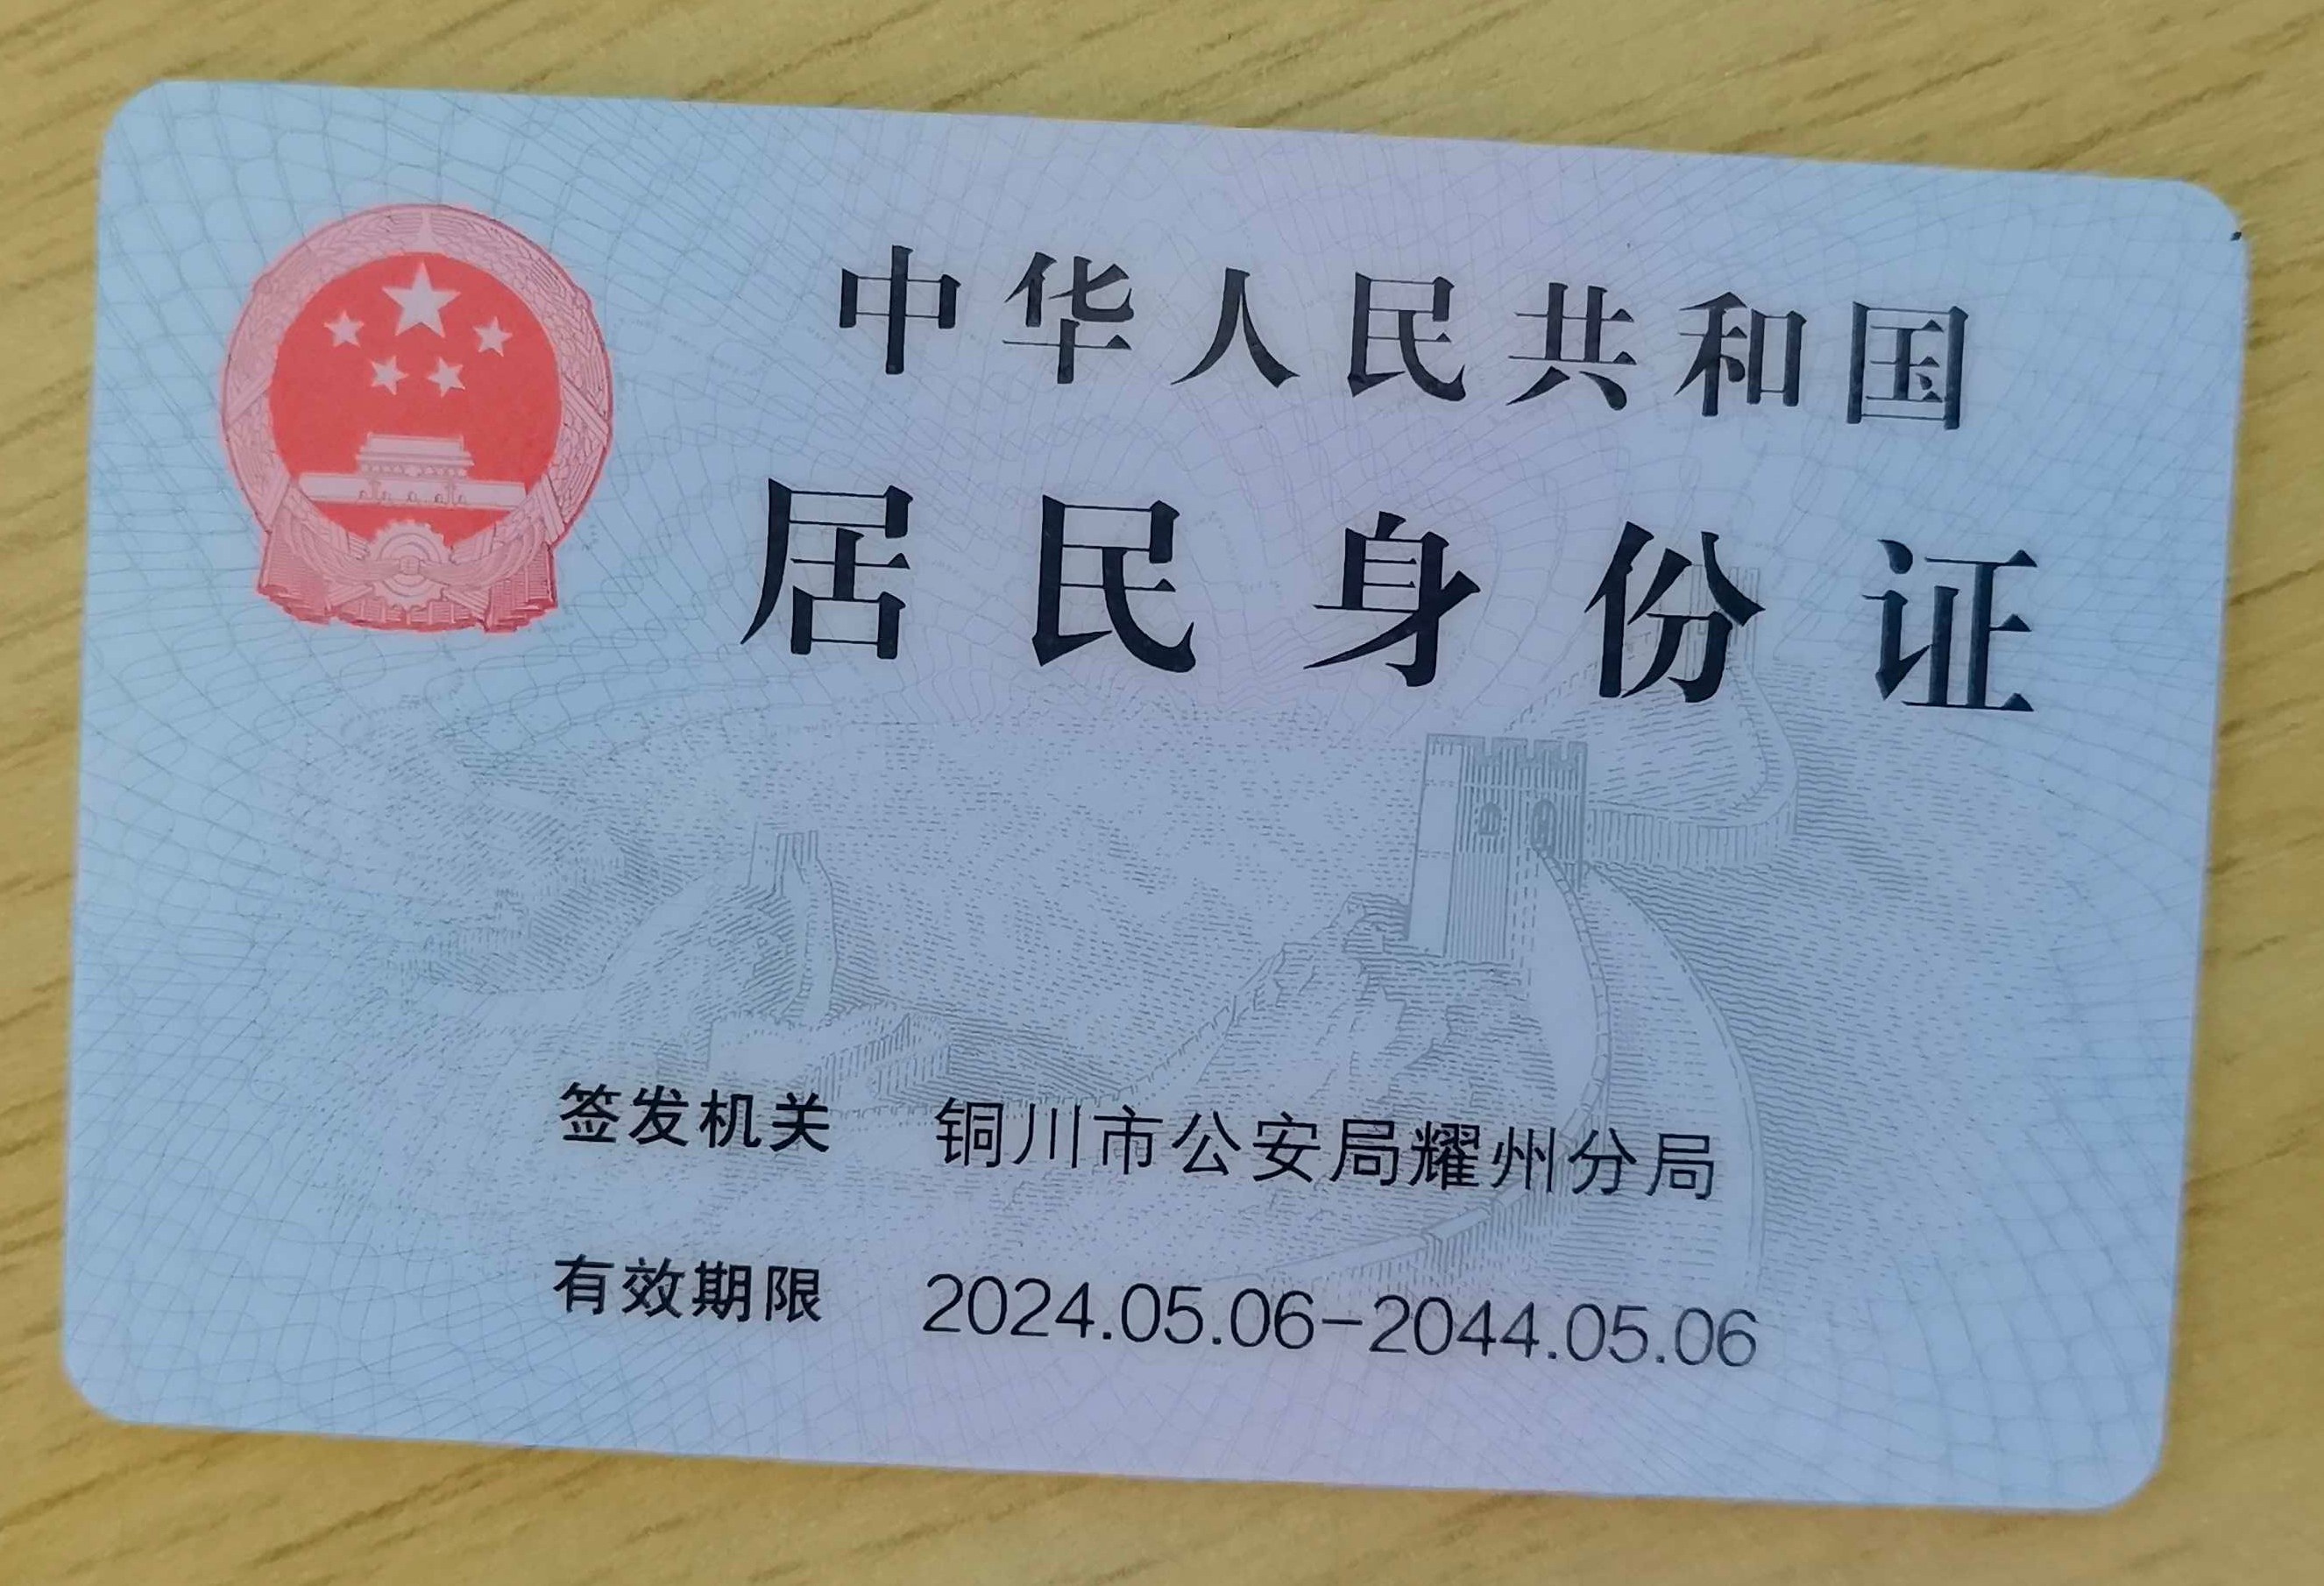 中华人民共和国
居民身份证
签发机关 铜川市公安局耀州分局
有效期限 2024.05.06-2044.05.06